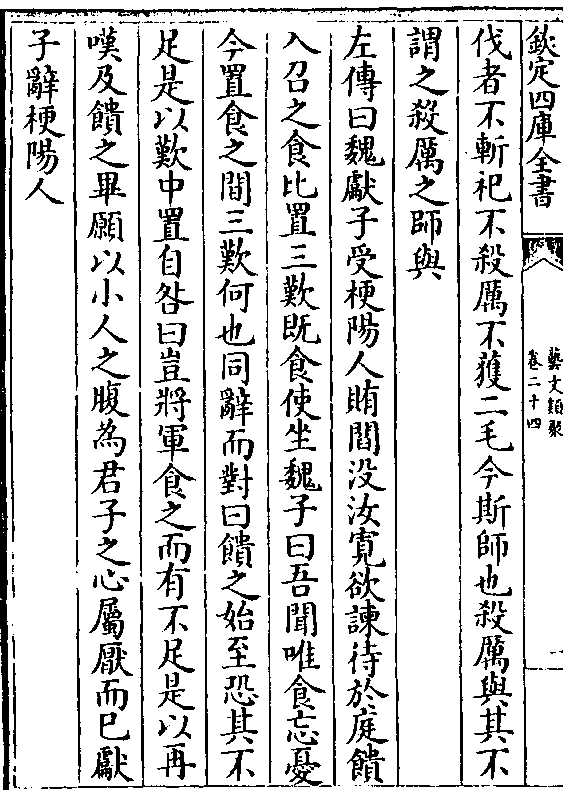 欽定四庫全書
藝文類聚
卷二十四
伐者不斬祀不殺厲不獲二毛今斯師也殺厲與其不
謂之殺厲之師與
左傳曰魏獻子受梗陽人賄閻没汝寛欲諫待於庭饋
入召之食比置三歎既食使坐魏子曰吾聞唯食忘憂
今置食之間三歎何也同辭而對曰饋之始至恐其不
足是以歎中置自咎曰豈將軍食之而有不足是以再
嘆及饋之畢願以小人之腹為君子之心屬厭而已獻
子辭梗陽人